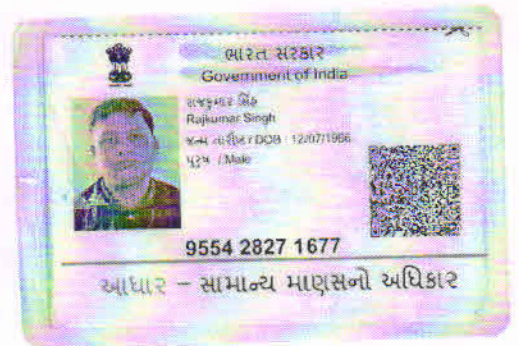 ભારત સરકાર
Government of India
રાજકુમાર સિંહ
Rajkumar Singh
જન્મ તારીખ / DOB : 12/07/1966
પુરુષ / Male
9554 2827 1677
આધાર – સામાન્ય માણસનો અધિકાર